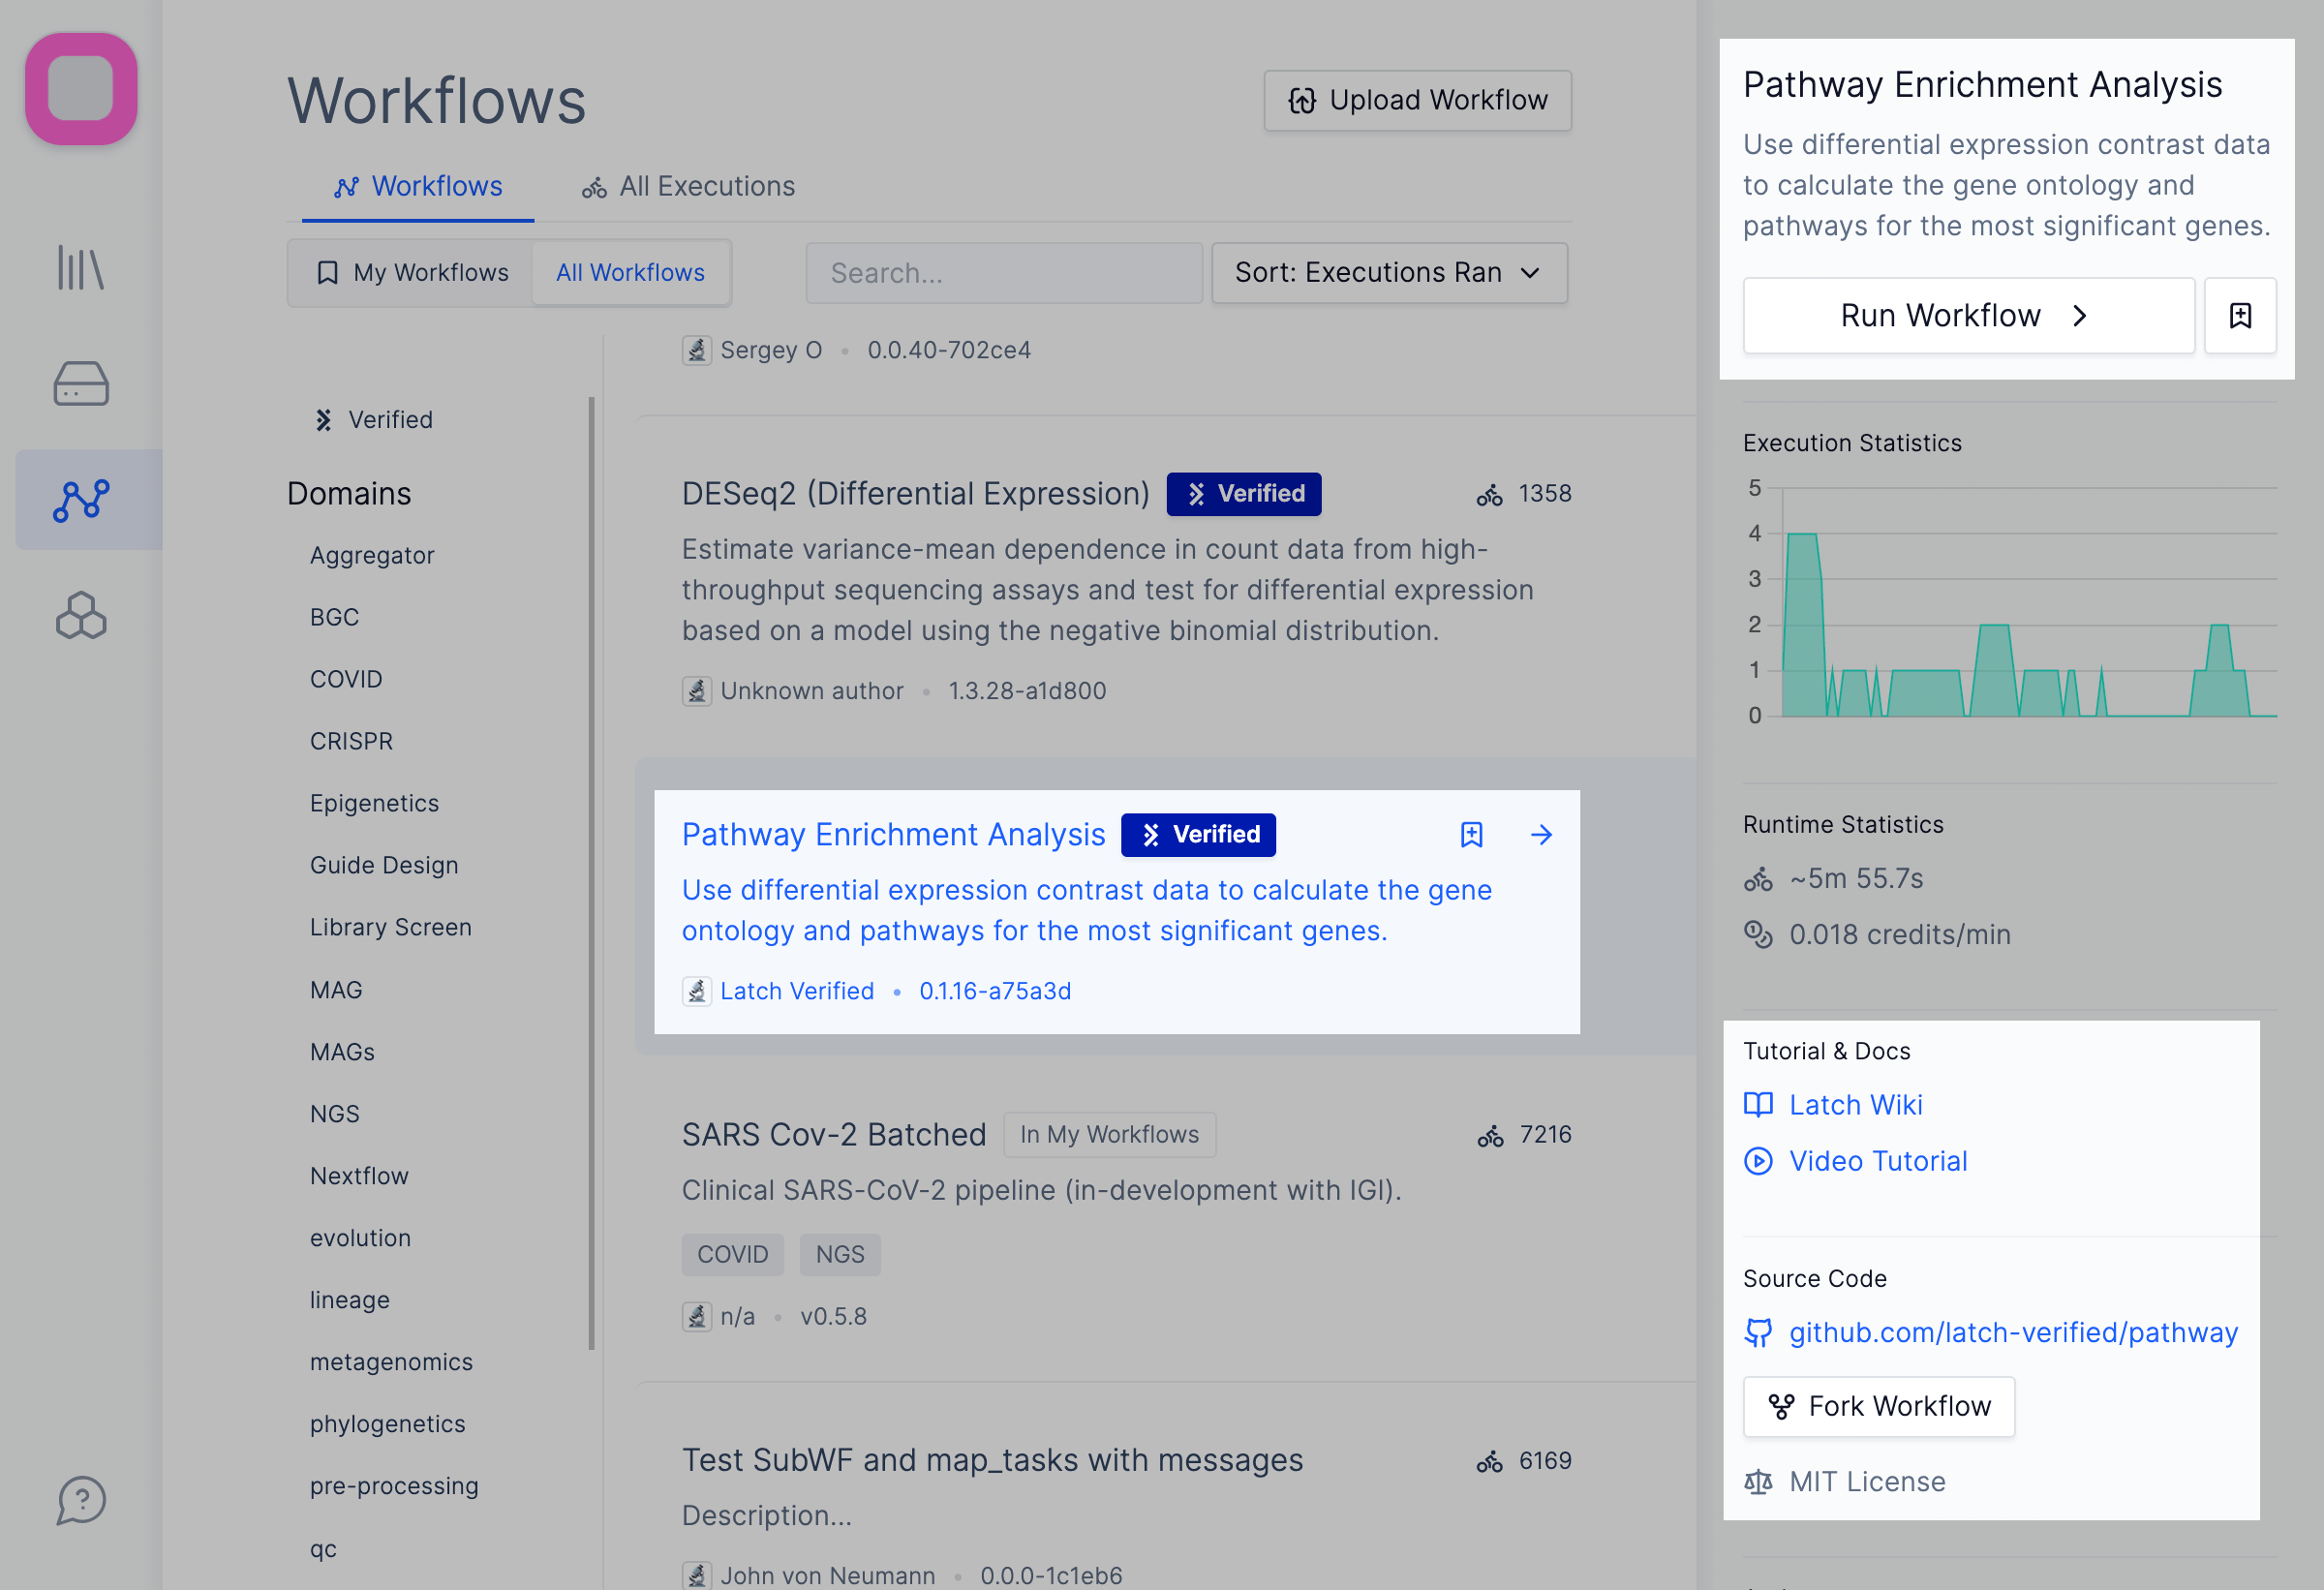 Workflows
Upload Workflow
Workflows
All Executions
My Workflows
All Workflows
Search...
Sort: Executions Ran
Verified
Domains
Aggregator
BGC
COVID
CRISPR
Epigenetics
Guide Design
Library Screen
MAG
MAGs
NGS
Nextflow
evolution
lineage
metagenomics
phylogenetics
pre-processing
qc
Sergey O • 0.0.40-702ce4
DESeq2 (Differential Expression) Verified 1358
Estimate variance-mean dependence in count data from high-
throughput sequencing assays and test for differential expression
based on a model using the negative binomial distribution.
Unknown author • 1.3.28-a1d800
Pathway Enrichment Analysis Verified
Use differential expression contrast data to calculate the gene
ontology and pathways for the most significant genes.
Latch Verified • 0.1.16-a75a3d
SARS Cov-2 Batched In My Workflows 7216
Clinical SARS-CoV-2 pipeline (in-development with IGI).
COVID NGS
n/a • v0.5.8
Test SubWF and map_tasks with messages 6169
Description...
John von Neumann • 0.0.0-1c1eb6
Pathway Enrichment Analysis
Use differential expression contrast data
to calculate the gene ontology and
pathways for the most significant genes.
Run Workflow
Execution Statistics
5
4
3
2
1
0
Runtime Statistics
~5m 55.7s
0.018 credits/min
Tutorial & Docs
Latch Wiki
Video Tutorial
Source Code
github.com/latch-verified/pathway
Fork Workflow
MIT License